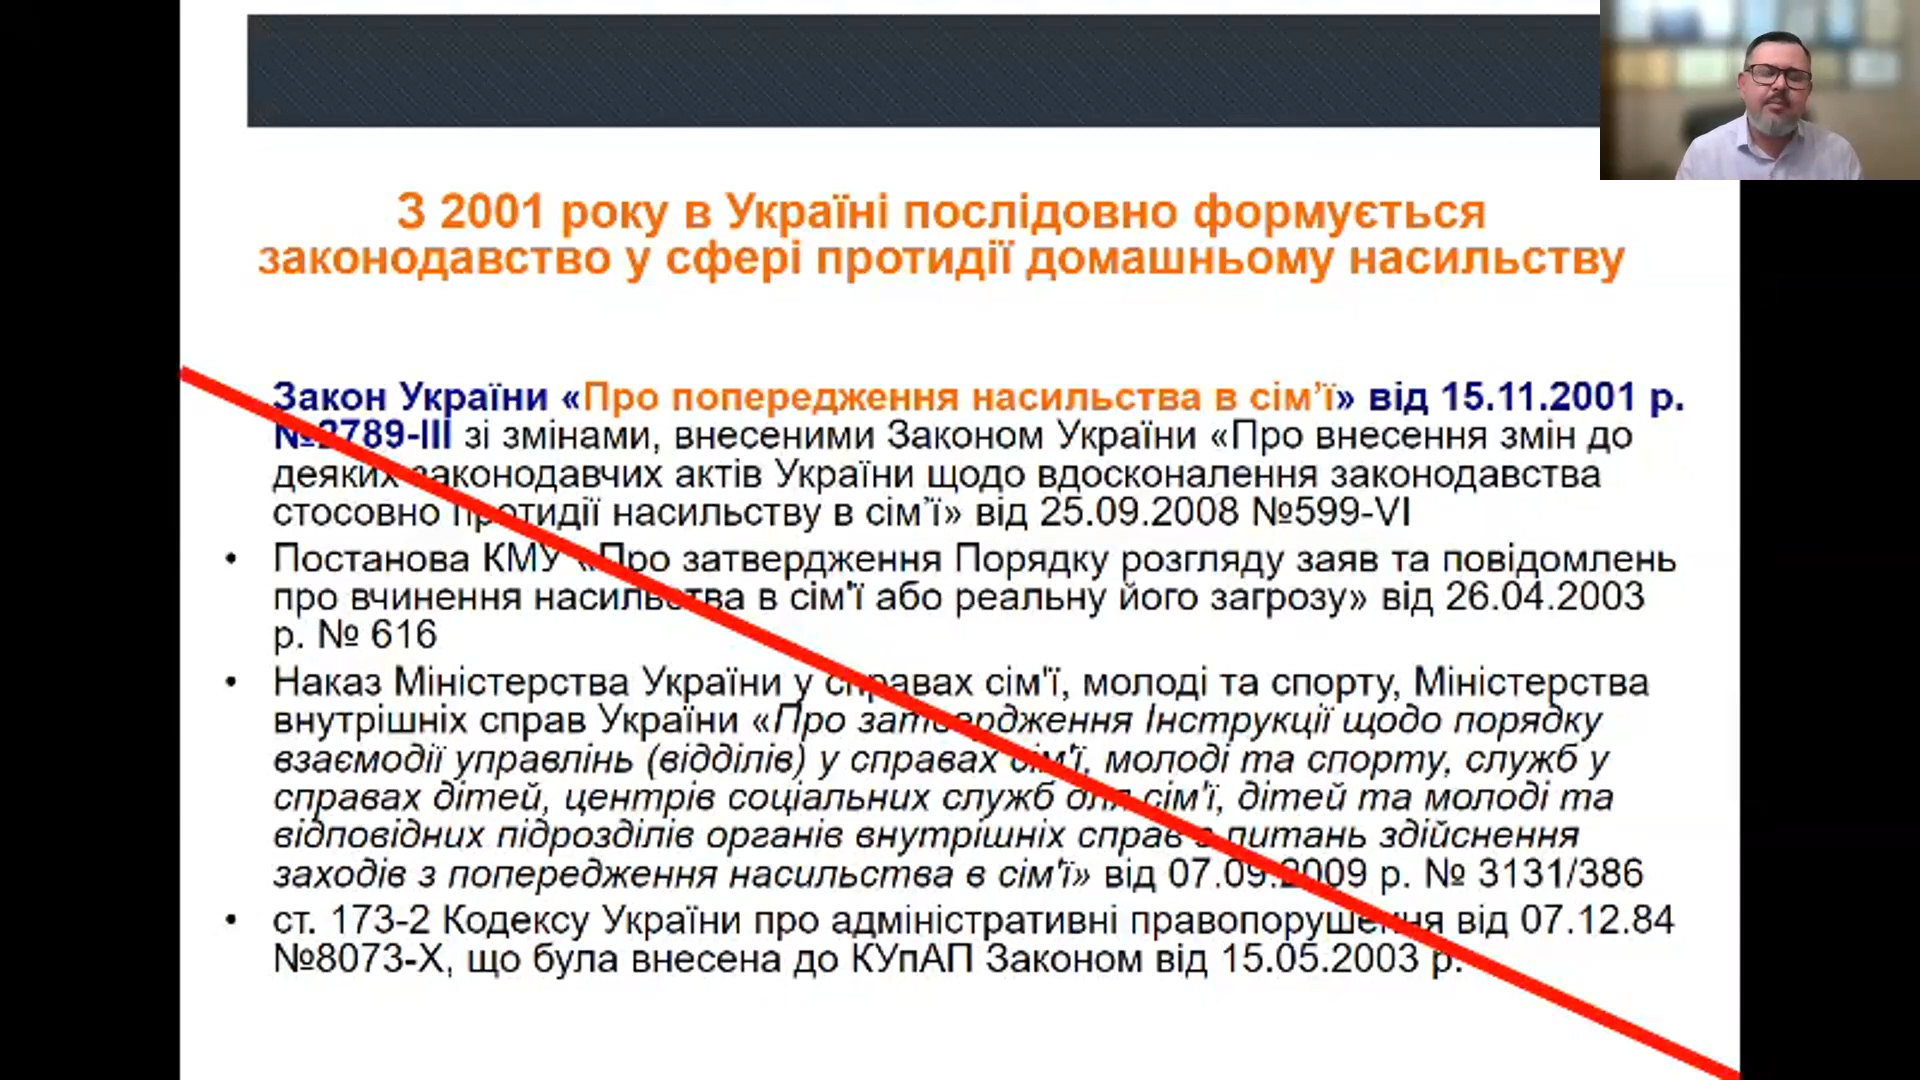 З 2001 року в Україні послідовно формується
законодавство у сфері протидії домашньому насильству
Закон України «Про попередження насильства в сім’ї» від 15.11.2001 р.
№2789-III зі змінами, внесеними Законом України «Про внесення змін до
деяких законодавчих актів України щодо вдосконалення законодавства
стосовно протидії насильству в сім’ї» від 25.09.2008 №599-VI
• Постанова КМУ «Про затвердження Порядку розгляду заяв та повідомлень
про вчинення насильства в сім'ї або реальну його загрозу» від 26.04.2003
р. № 616
• Наказ Міністерства України у справах сім'ї, молоді та спорту, Міністерства
внутрішніх справ України «Про затвердження Інструкції щодо порядку
взаємодії управлінь (відділів) у справах сім'ї, молоді та спорту, служб у
справах дітей, центрів соціальних служб для сім'ї, дітей та молоді та
відповідних підрозділів органів внутрішніх справ з питань здійснення
заходів з попередження насильства в сім'ї» від 07.09.2009 р. № 3131/386
• ст. 173-2 Кодексу України про адміністративні правопорушення від 07.12.84
№8073-X, що була внесена до КУпАП Законом від 15.05.2003 р.